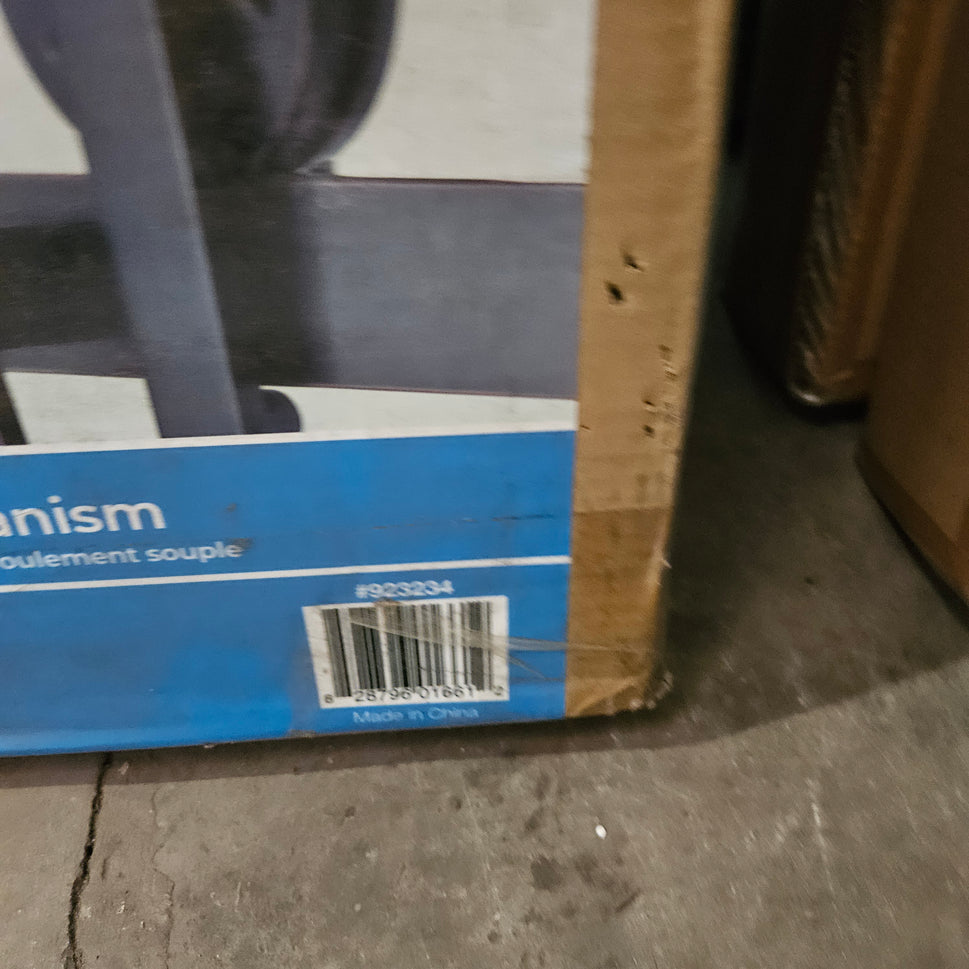 anism
oulement souple
#923234
8 28796 01661 2
Made in China